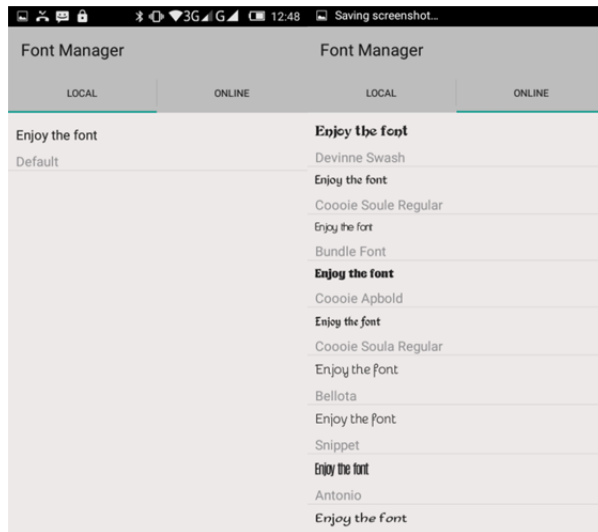 3G G 12:48
Font Manager
LOCAL ONLINE
Enjoy the font
Default
Saving screenshot...
Font Manager
LOCAL ONLINE
Enjoy the font
Devinne Swash
Enjoy the font
Coooie Soule Regular
Enjoy the font
Bundle Font
Enjoy the font
Coooie Apbold
Enjoy the font
Coooie Soula Regular
Enjoy the font
Bellota
Enjoy the font
Snippet
Enjoy the font
Antonio
Enjoy the font